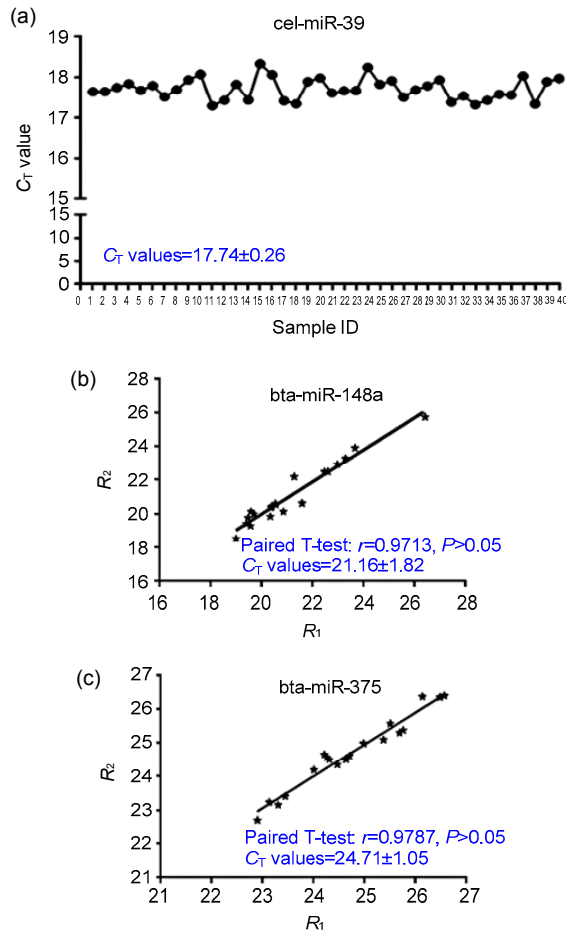 (a)
cel-miR-39
19
18
17
16
15
15
10
5
0
C_T value
C_T values=17.74±0.26
0 1 2 3 4 5 6 7 8 9 10 11 12 13 14 15 16 17 18 19 20 21 22 23 24 25 26 27 28 29 30 31 32 33 34 35 36 37 38 39 40
Sample ID
(b)
bta-miR-148a
28
26
24
22
20
18
16
R2
Paired T-test: r=0.9713, P>0.05
C_T values=21.16±1.82
16 18 20 22 24 26 28
R1
(c)
bta-miR-375
27
26
25
24
23
22
21
R2
Paired T-test: r=0.9787, P>0.05
C_T values=24.71±1.05
21 22 23 24 25 26 27
R1